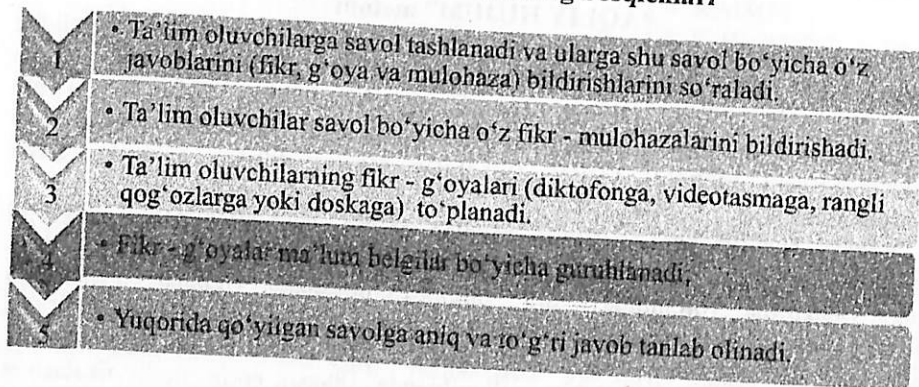 1
• Ta’lim oluvchilarga savol tashlanadi va ularga shu savol bo‘yicha o‘z
javoblarini (fikr, g‘oya va mulohaza) bildirishlarini so‘raladi.
2
• Ta’lim oluvchilar savol bo‘yicha o‘z fikr - mulohazalarini bildirishadi.
3
• Ta’lim oluvchilarning fikr - g‘oyalari (diktofonga, videotasmaga, rangli
qog‘ozlarga yoki doskaga) to‘planadi.
4
• Fikr - g‘oyalar ma’lum belgilar bo‘yicha guruhlanadi,
5
• Yuqorida qo‘yilgan savolga aniq va to‘g‘ri javob tanlab olinadi.